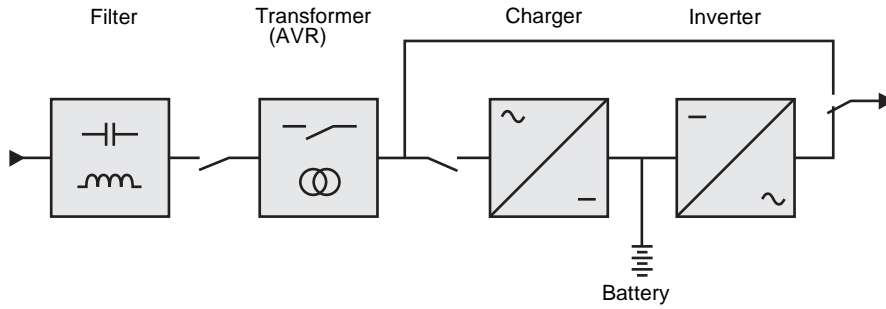 Filter
Transformer
(AVR)
Charger
Inverter
Battery